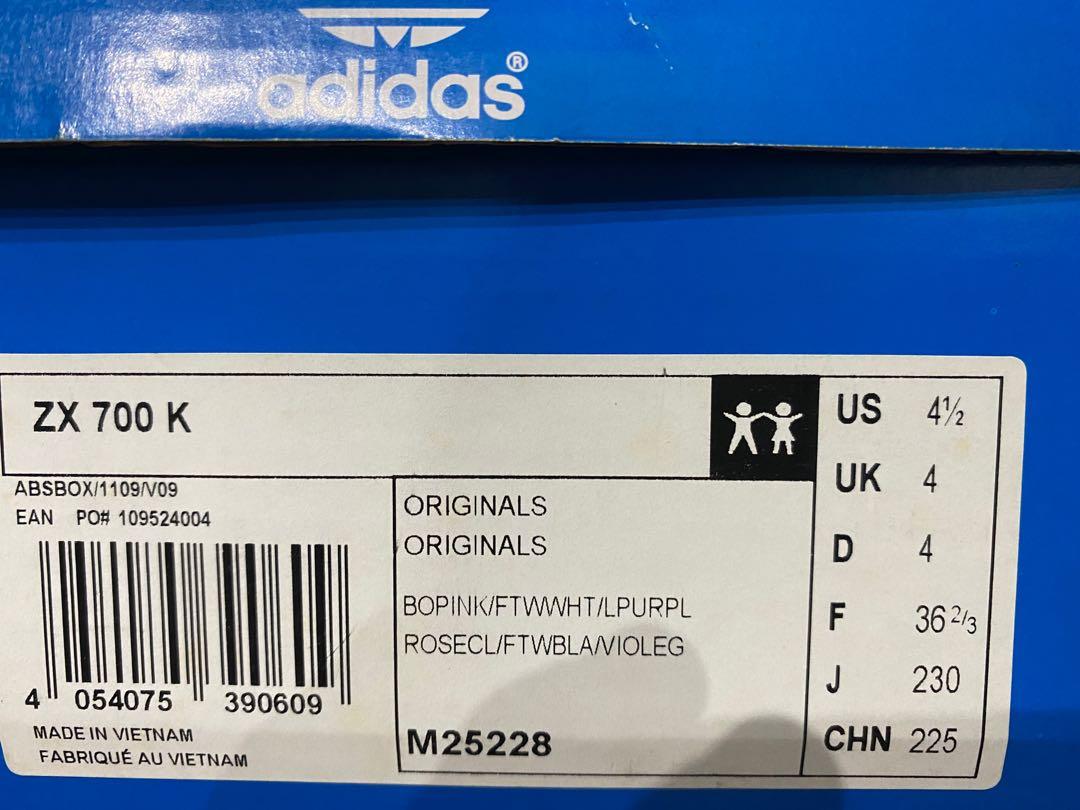 adidas®
ZX 700 K
ABSBOX/1109/V09
EAN PO# 109524004
4 054075 390609
MADE IN VIETNAM
FABRIQUÉ AU VIETNAM
ORIGINALS
ORIGINALS
BOPINK/FTWWHT/LPURPL
ROSECL/FTWBLA/VIOLEG
M25228
US 4½
UK 4
D 4
F 36 2/3
J 230
CHN 225